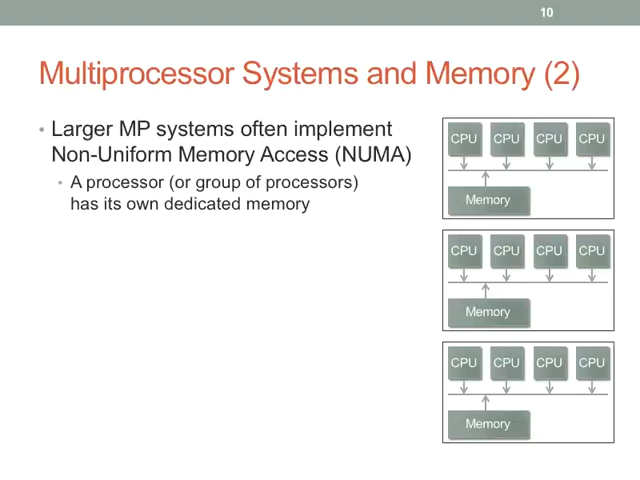 10
Multiprocessor Systems and Memory (2)
• Larger MP systems often implement
Non-Uniform Memory Access (NUMA)
• A processor (or group of processors)
has its own dedicated memory
CPU CPU CPU CPU
Memory
CPU CPU CPU CPU
Memory
CPU CPU CPU CPU
Memory